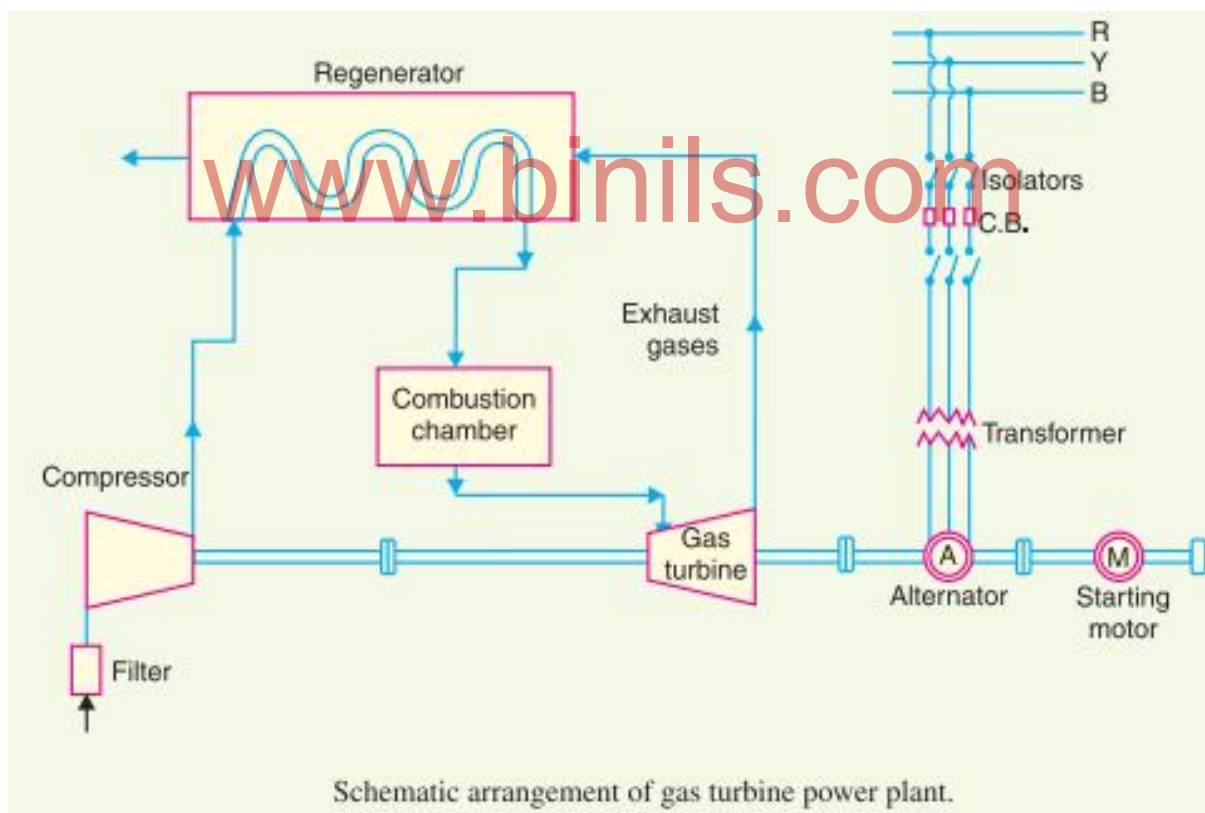 R
Regenerator
Y
B
www.binils.com
Isolators
C.B.
Exhaust
gases
Combustion
chamber
Transformer
Compressor
Gas
turbine
A
M
Alternator
Starting
motor
Filter
Schematic arrangement of gas turbine power plant.